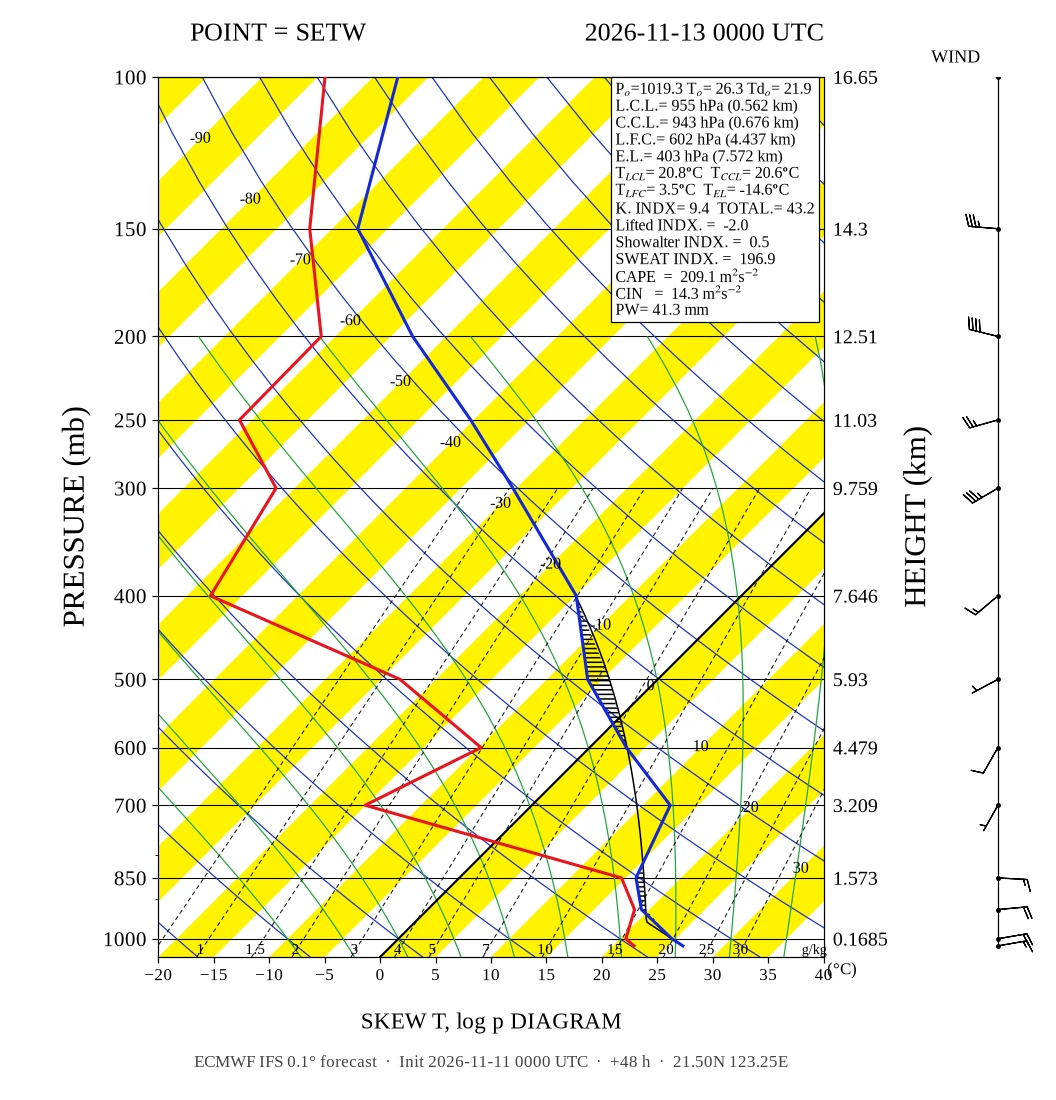 POINT = SETW
2026-11-13 0000 UTC
WIND
100
16.65
Pₒ=1019.3 Tₒ= 26.3 Tdₒ= 21.9
L.C.L.= 955 hPa (0.562 km)
C.C.L.= 943 hPa (0.676 km)
L.F.C.= 602 hPa (4.437 km)
E.L.= 403 hPa (7.572 km)
T_LCL= 20.8°C T_CCL= 20.6°C
T_LFC= 3.5°C T_EL= -14.6°C
K. INDX= 9.4 TOTAL.= 43.2
Lifted INDX. = -2.0
Showalter INDX. = 0.5
SWEAT INDX. = 196.9
CAPE = 209.1 m²s⁻²
CIN = 14.3 m²s⁻²
PW= 41.3 mm
-90
-80
150
14.3
-70
-60
200
12.51
-50
250
11.03
-40
300
9.759
-30
-20
400
7.646
-10
500
5.93
0
600
4.479
10
700
3.209
20
850
1.573
30
1000
0.1685
PRESSURE (mb)
HEIGHT (km)
1 1.5 2 3 4 5 7 10 15 20 25 30 g/kg
−20 −15 −10 −5 0 5 10 15 20 25 30 35 40 (°C)
SKEW T, log p DIAGRAM
ECMWF IFS 0.1° forecast · Init 2026-11-11 0000 UTC · +48 h · 21.50N 123.25E